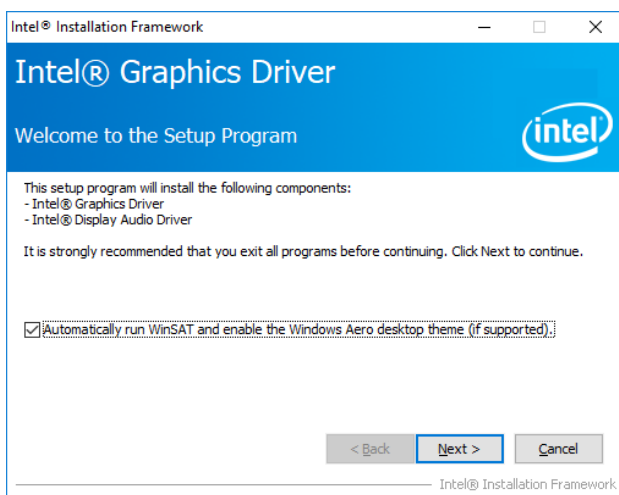 Intel® Installation Framework
Intel® Graphics Driver
Welcome to the Setup Program
intel
This setup program will install the following components:
- Intel® Graphics Driver
- Intel® Display Audio Driver
It is strongly recommended that you exit all programs before continuing. Click Next to continue.
Automatically run WinSAT and enable the Windows Aero desktop theme (if supported).
< Back Next > Cancel
Intel® Installation Framework